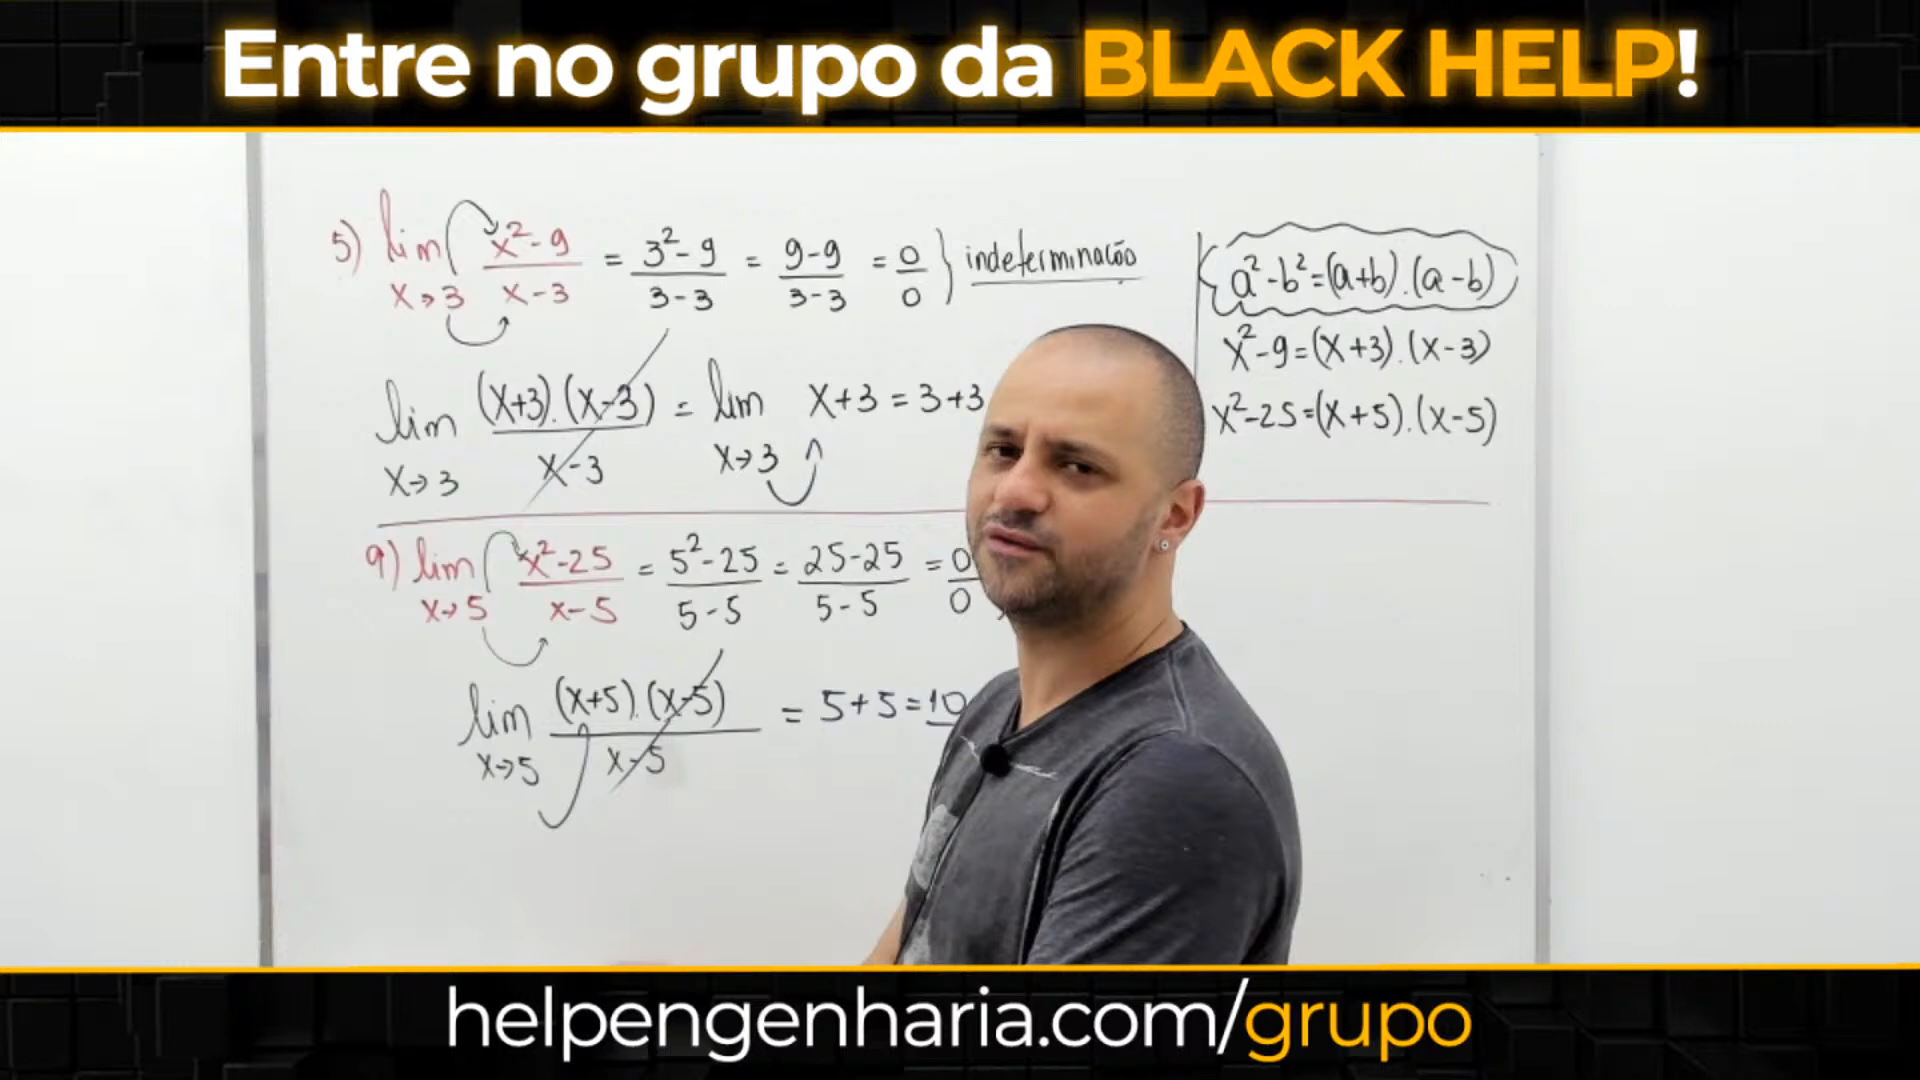 Entre no grupo da BLACK HELP!
5) lim x²-9 / x-3 = 3²-9 / 3-3 = 9-9 / 3-3 = 0/0 } indeterminação
x→3
a²-b²=(a+b).(a-b)
x²-9=(x+3).(x-3)
x²-25=(x+5).(x-5)
lim (x+3).(x-3) / x-3 = lim x+3 = 3+3
x→3 x→3
9) lim x²-25 / x-5 = 5²-25 / 5-5 = 25-25 / 5-5 = 0/0
x→5
lim (x+5).(x-5) / x-5 = 5+5=10
x→5
helpengenharia.com/grupo